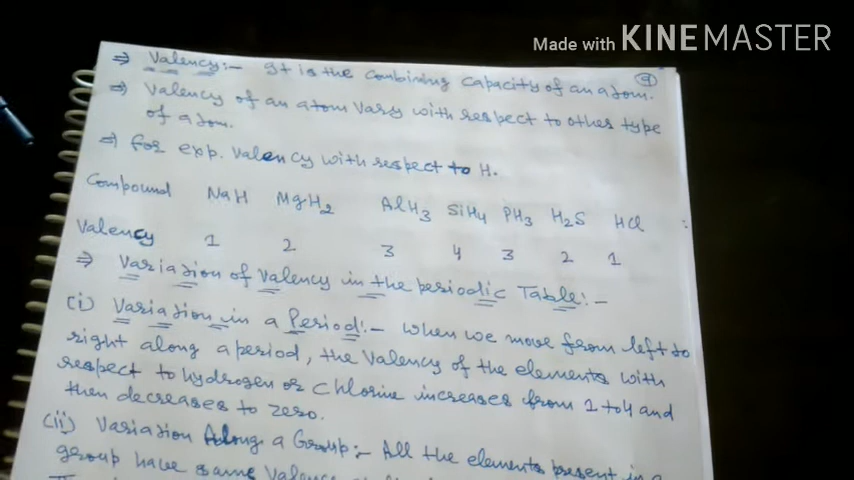 Made with KINEMASTER
9
⇒ Valency:- It is the combining capacity of an atom.
⇒ Valency of an atom vary with respect to other type
of atom.
⇒ for exp. valency with respect to H.
Compound NaH MgH2 AlH3 SiH4 PH3 H2S HCl :
Valency 1 2 3 4 3 2 1
⇒ Variation of Valency in the periodic Table:-
(i) Variation in a Period:- When we move from left to
right along a period, the valency of the elements with
respect to hydrogen or Chlorine increases from 1 to 4 and
then decreases to zero.
(ii) Variation Along a Group:- All the elements present in a
group have same